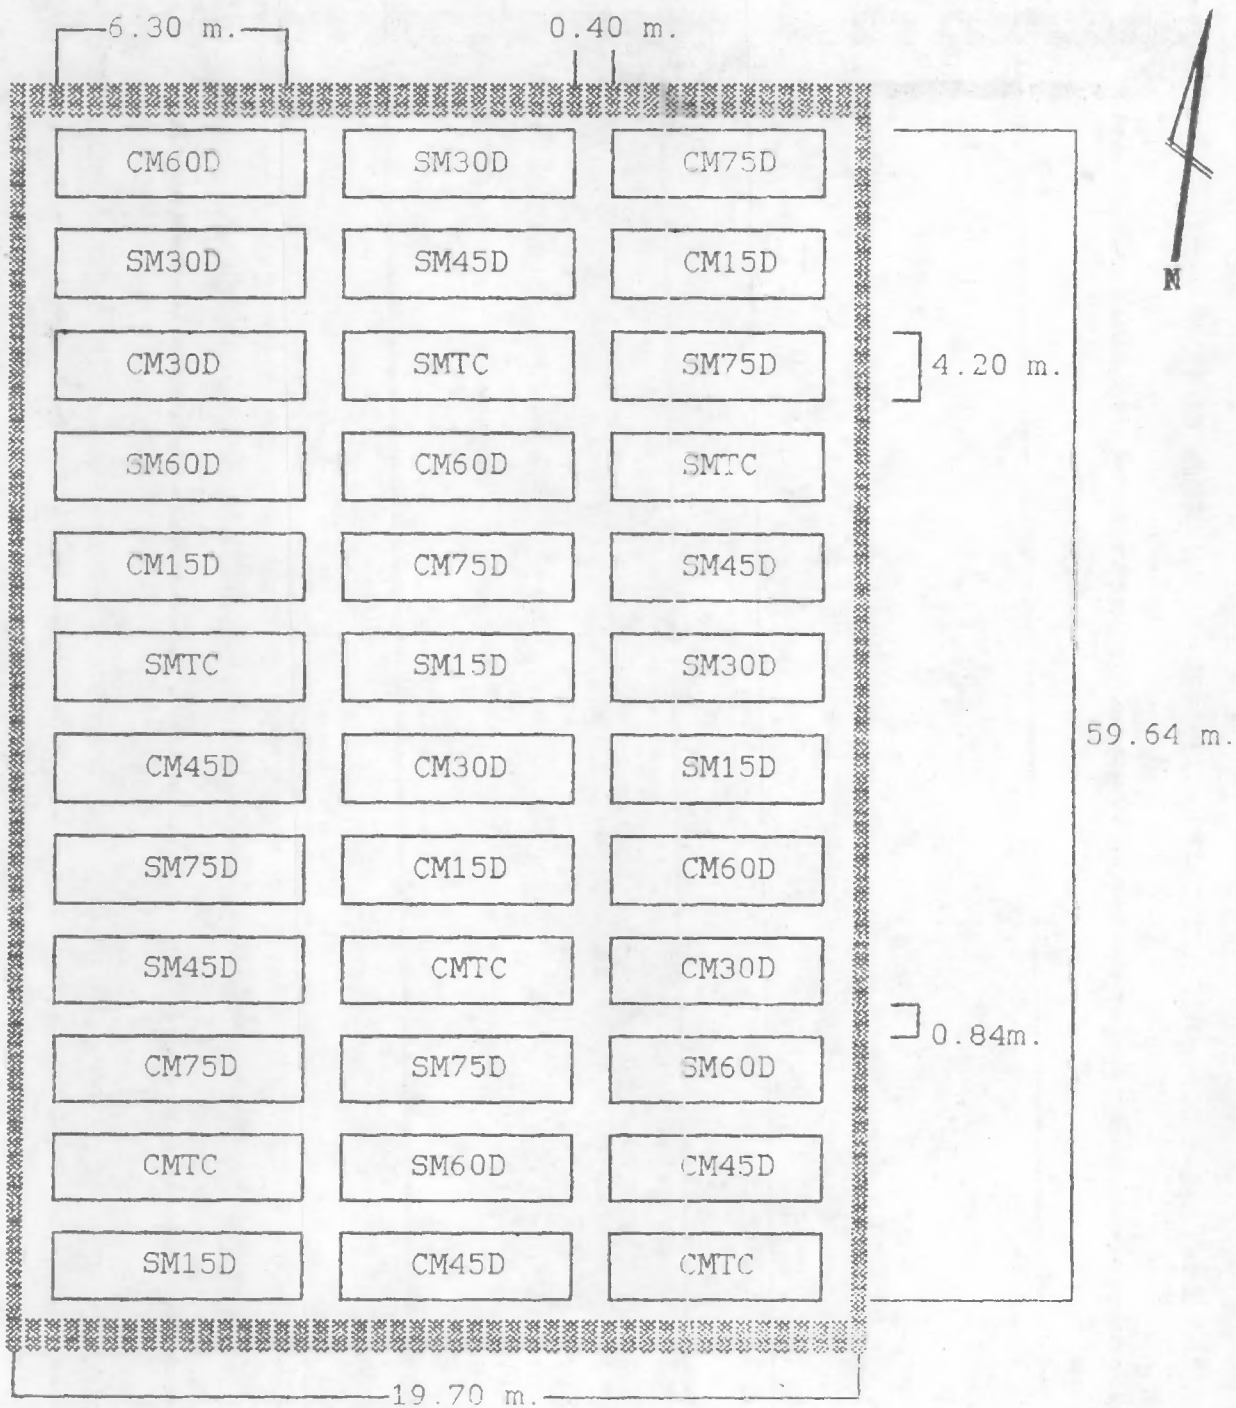 6.30 m. 0.40 m.
N
CM60D SM30D CM75D
SM30D SM45D CM15D
CM30D SMTC SM75D 4.20 m.
SM60D CM60D SMTC
CM15D CM75D SM45D
SMTC SM15D SM30D
59.64 m.
CM45D CM30D SM15D
SM75D CM15D CM60D
SM45D CMTC CM30D
0.84m.
CM75D SM75D SM60D
CMTC SM60D CM45D
SM15D CM45D CMTC
19.70 m.